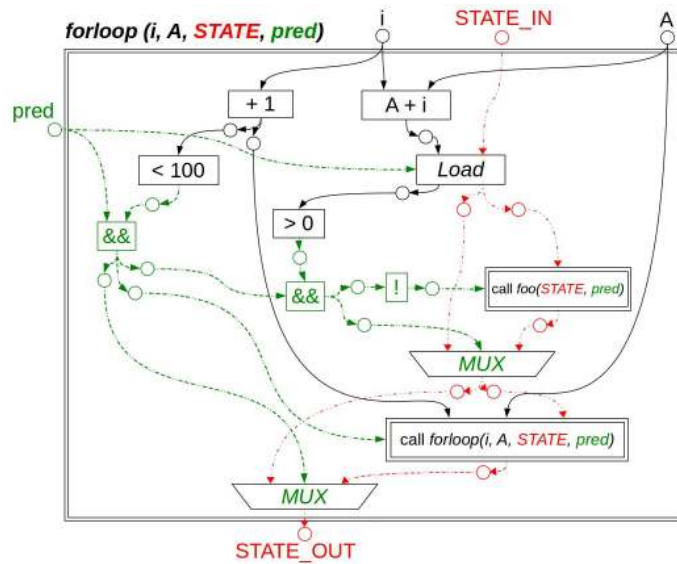 i
STATE_IN
A
forloop (i, A, STATE, pred)
+ 1
A + i
pred
< 100
Load
> 0
&&
&&
!
call foo(STATE, pred)
MUX
call forloop(i, A, STATE, pred)
MUX
STATE_OUT